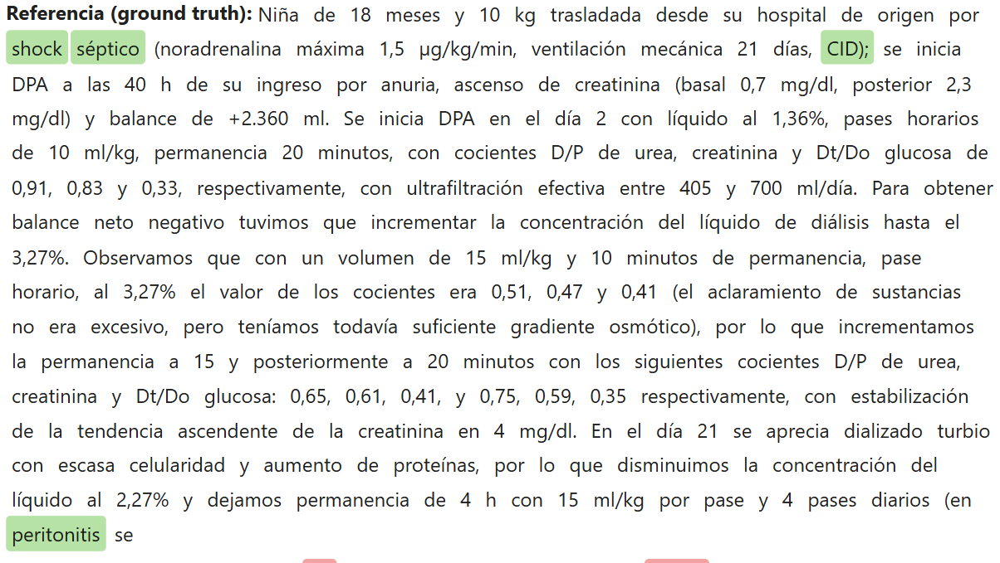 Referencia (ground truth): Niña de 18 meses y 10 kg trasladada desde su hospital de origen por
shock séptico (noradrenalina máxima 1,5 µg/kg/min, ventilación mecánica 21 días, CID); se inicia
DPA a las 40 h de su ingreso por anuria, ascenso de creatinina (basal 0,7 mg/dl, posterior 2,3
mg/dl) y balance de +2.360 ml. Se inicia DPA en el día 2 con líquido al 1,36%, pases horarios
de 10 ml/kg, permanencia 20 minutos, con cocientes D/P de urea, creatinina y Dt/Do glucosa de
0,91, 0,83 y 0,33, respectivamente, con ultrafiltración efectiva entre 405 y 700 ml/día. Para obtener
balance neto negativo tuvimos que incrementar la concentración del líquido de diálisis hasta el
3,27%. Observamos que con un volumen de 15 ml/kg y 10 minutos de permanencia, pase
horario, al 3,27% el valor de los cocientes era 0,51, 0,47 y 0,41 (el aclaramiento de sustancias
no era excesivo, pero teníamos todavía suficiente gradiente osmótico), por lo que incrementamos
la permanencia a 15 y posteriormente a 20 minutos con los siguientes cocientes D/P de urea,
creatinina y Dt/Do glucosa: 0,65, 0,61, 0,41, y 0,75, 0,59, 0,35 respectivamente, con estabilización
de la tendencia ascendente de la creatinina en 4 mg/dl. En el día 21 se aprecia dializado turbio
con escasa celularidad y aumento de proteínas, por lo que disminuimos la concentración del
líquido al 2,27% y dejamos permanencia de 4 h con 15 ml/kg por pase y 4 pases diarios (en
peritonitis se